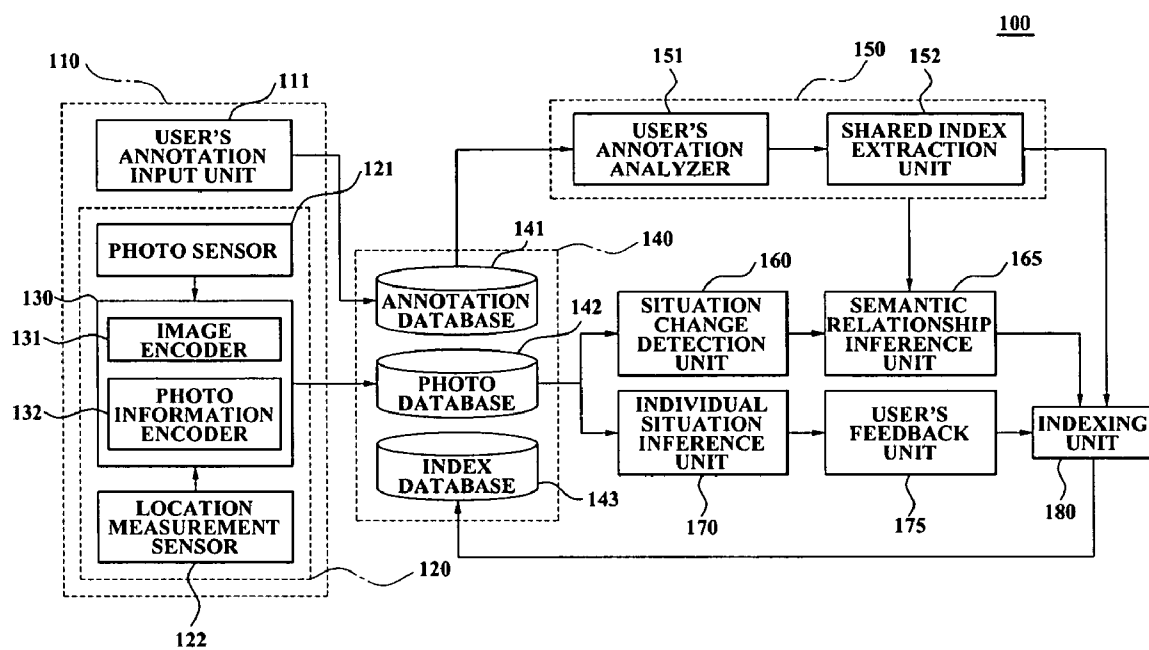 100
110
111
151
150
152
USER'S
ANNOTATION
INPUT UNIT
USER'S
ANNOTATION
ANALYZER
SHARED INDEX
EXTRACTION
UNIT
121
PHOTO SENSOR
130
131
IMAGE
ENCODER
132
PHOTO
INFORMATION
ENCODER
LOCATION
MEASUREMENT
SENSOR
122
120
141
140
ANNOTATION
DATABASE
142
PHOTO
DATABASE
INDEX
DATABASE
143
160
165
SITUATION
CHANGE
DETECTION
UNIT
SEMANTIC
RELATIONSHIP
INFERENCE
UNIT
INDIVIDUAL
SITUATION
INFERENCE
UNIT
USER'S
FEEDBACK
UNIT
INDEXING
UNIT
170
175
180